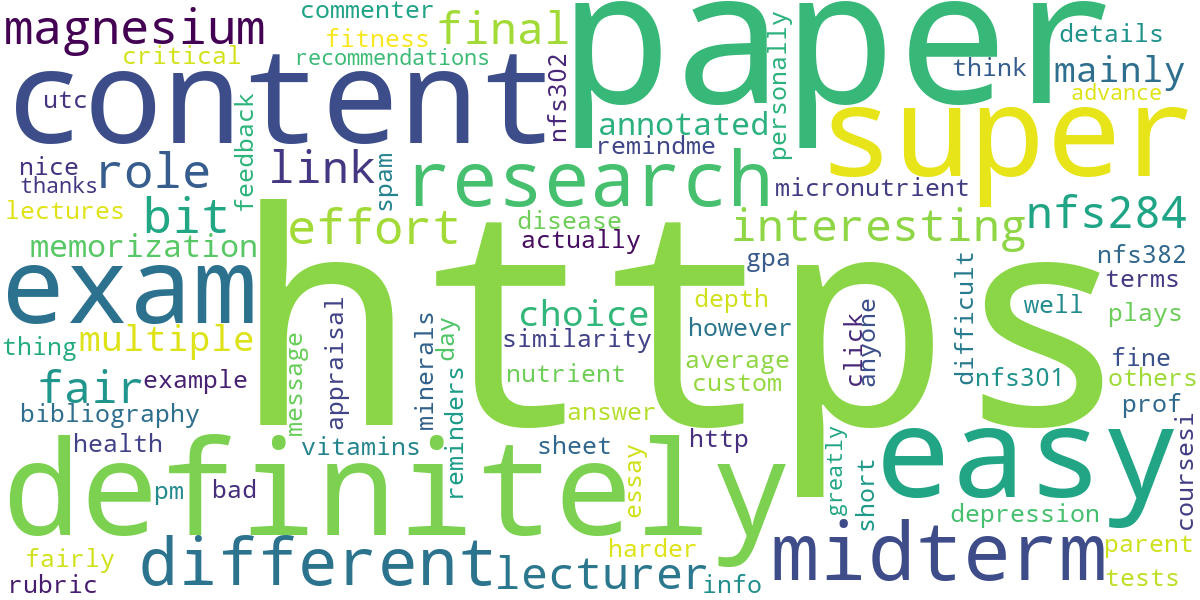 magnesium
commenter
fitness
final
critical
recommendations
paper
personally
details
think
mainly
advance
content
utc
nfs302
annotated
remindme
super
nice
thanks
role
feedback
link
spam
research
micronutrient
lectures
bit
effort
disease
actually
interesting
nfs284
memorization
gpa
nfs382
exam
https
terms
multiple
thing
choice
similarity
depth
however
click
anyone
difficult
well
plays
fair
example
message
appraisal
minerals
day
reminders
nutrient
average
custom
nfs301
fine
others
bibliography
answer
prof
health
vitamins
sheet
http
easy
coursesi
definitely
pm
bad
essay
greatly
short
depression
fairly
different
lecturer
harder
midterm
parent
rubric
info
tests